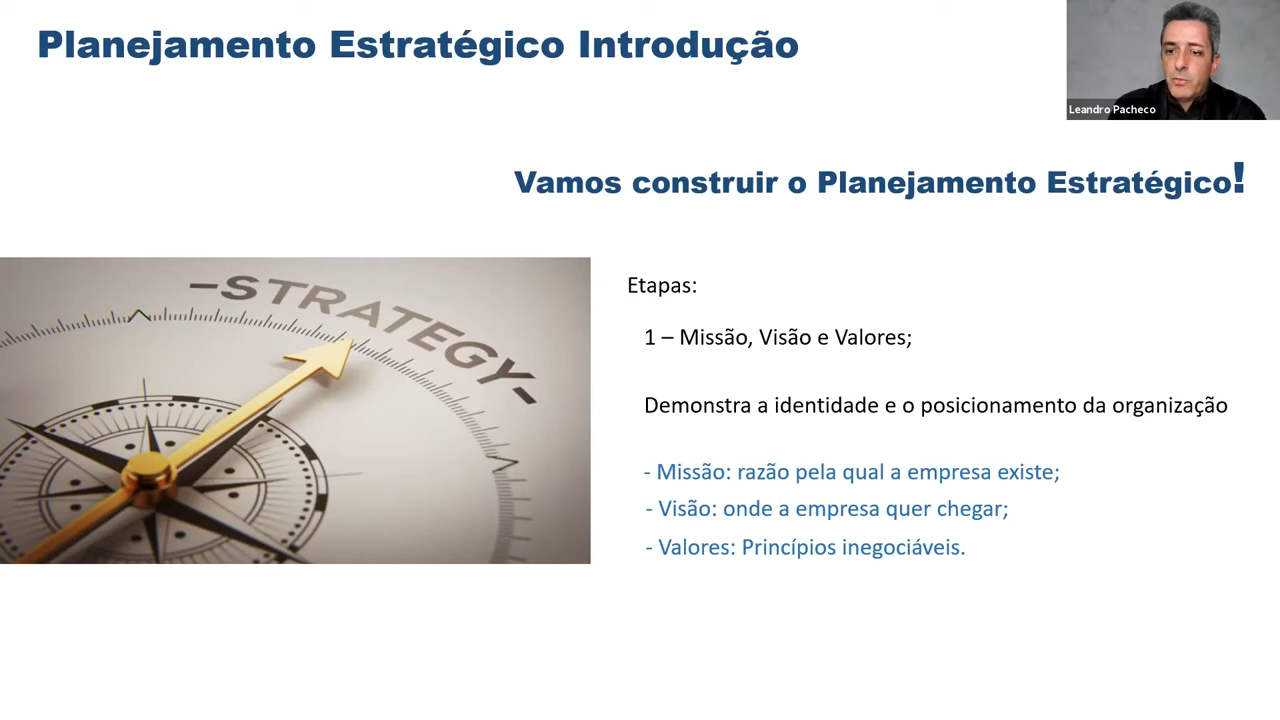 Planejamento Estratégico Introdução
Leandro Pacheco
Vamos construir o Planejamento Estratégico!
-STRATEGY-
Etapas:
1 – Missão, Visão e Valores;
Demonstra a identidade e o posicionamento da organização
- Missão: razão pela qual a empresa existe;
- Visão: onde a empresa quer chegar;
- Valores: Princípios inegociáveis.